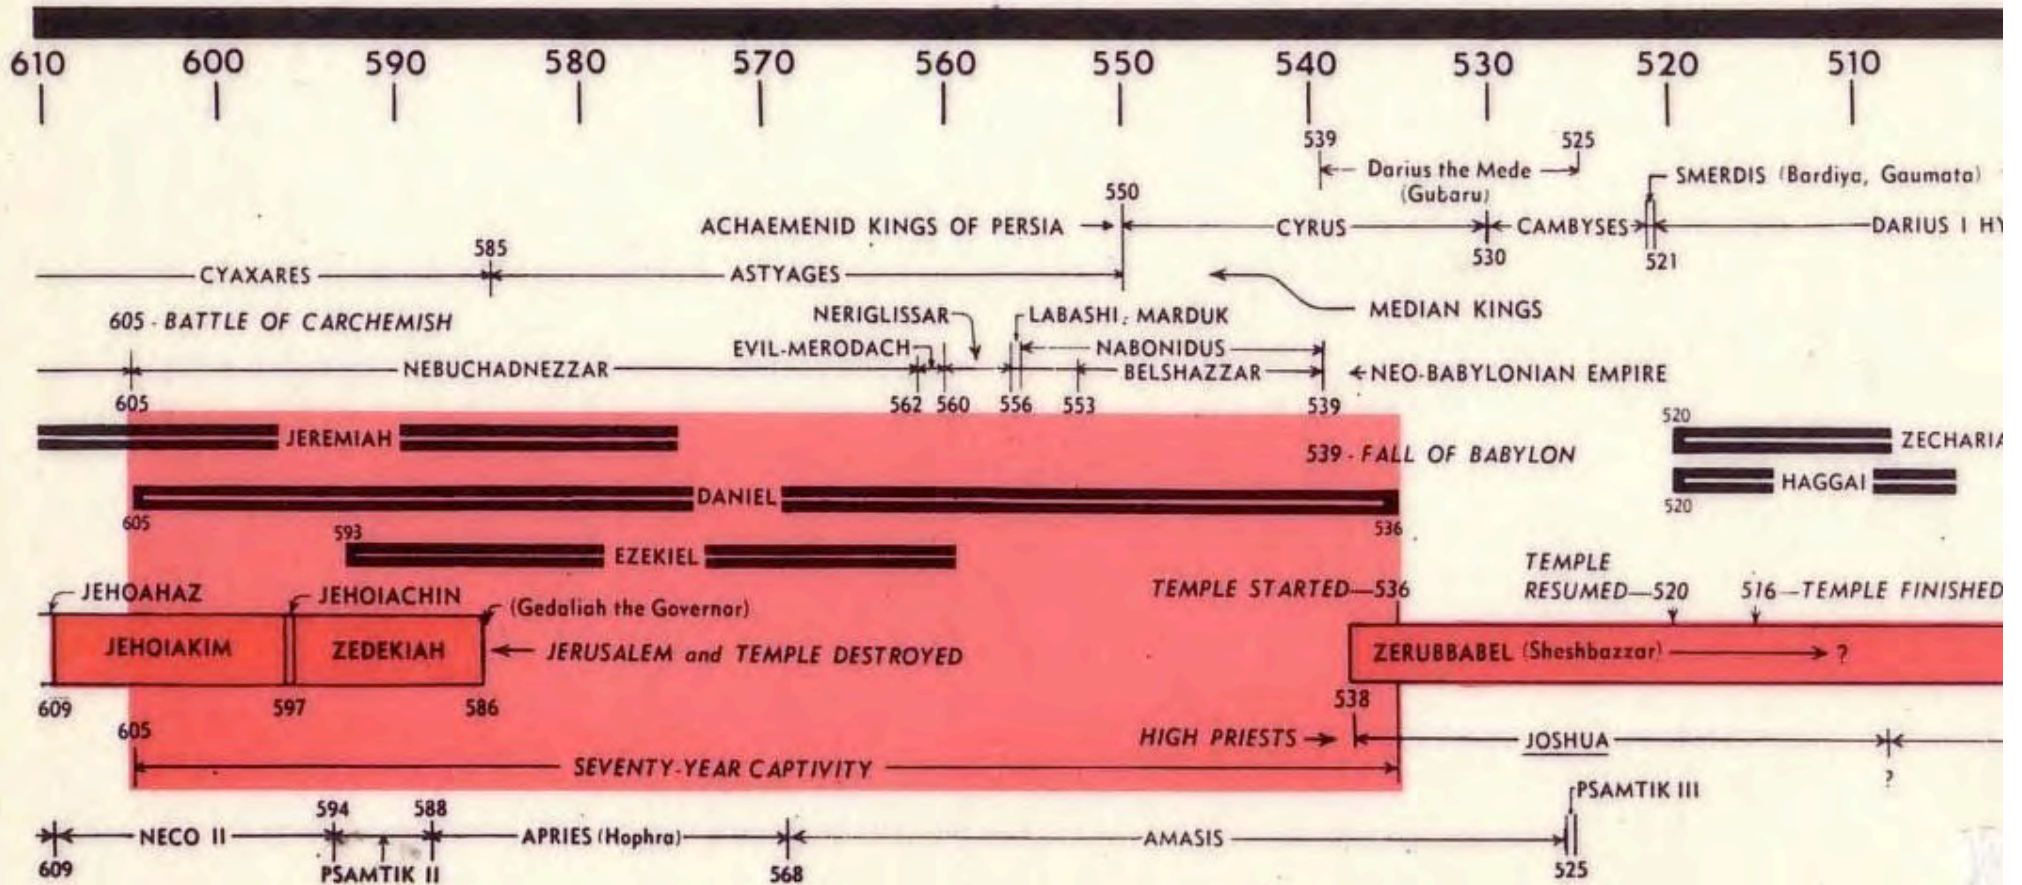 610 600 590 580 570 560 550 540 530 520 510
539 525
Darius the Mede
(Gubaru)
SMERDIS (Bardiya, Gaumata)
550
ACHAEMENID KINGS OF PERSIA CYRUS CAMBYSES DARIUS I HY
530 521
585
CYAXARES ASTYAGES
MEDIAN KINGS
605 - BATTLE OF CARCHEMISH
NERIGLISSAR LABASHI - MARDUK
EVIL-MERODACH NABONIDUS
NEBUCHADNEZZAR BELSHAZZAR NEO-BABYLONIAN EMPIRE
605 562 560 556 553 539
520
JEREMIAH ZECHARIA
539 - FALL OF BABYLON
DANIEL HAGGAI
605 536 520
593
EZEKIEL
TEMPLE
RESUMED—520
516—TEMPLE FINISHED
TEMPLE STARTED—536
JEHOAHAZ JEHOIACHIN
(Gedaliah the Governor)
JEHOIAKIM ZEDEKIAH JERUSALEM and TEMPLE DESTROYED
ZERUBBABEL (Sheshbazzar) ?
609 597 586 538
605
HIGH PRIESTS JOSHUA
SEVENTY-YEAR CAPTIVITY
?
PSAMTIK III
594 588
NECO II APRIES (Hophra) AMASIS
609 PSAMTIK II 568 525